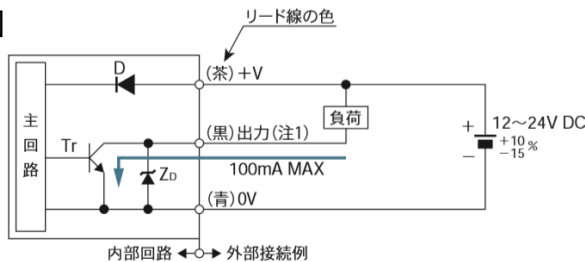 リード線の色
D
(茶)+V
主回路
Tr
(黒)出力(注1)
負荷
+
12〜24V DC
+10
−15 %
−
ZD
100mA MAX
(青)0V
内部回路
外部接続例